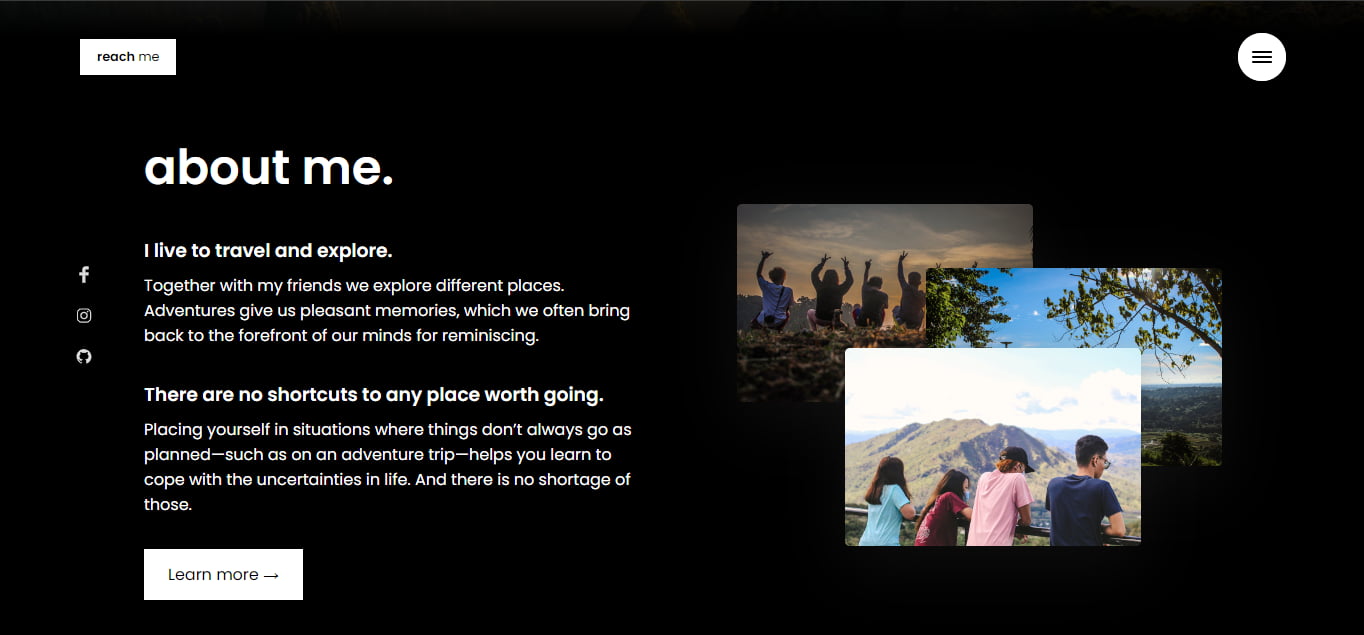 reach me
about me.
I live to travel and explore.
Together with my friends we explore different places.
Adventures give us pleasant memories, which we often bring
back to the forefront of our minds for reminiscing.
There are no shortcuts to any place worth going.
Placing yourself in situations where things don’t always go as
planned—such as on an adventure trip—helps you learn to
cope with the uncertainties in life. And there is no shortage of
those.
Learn more →